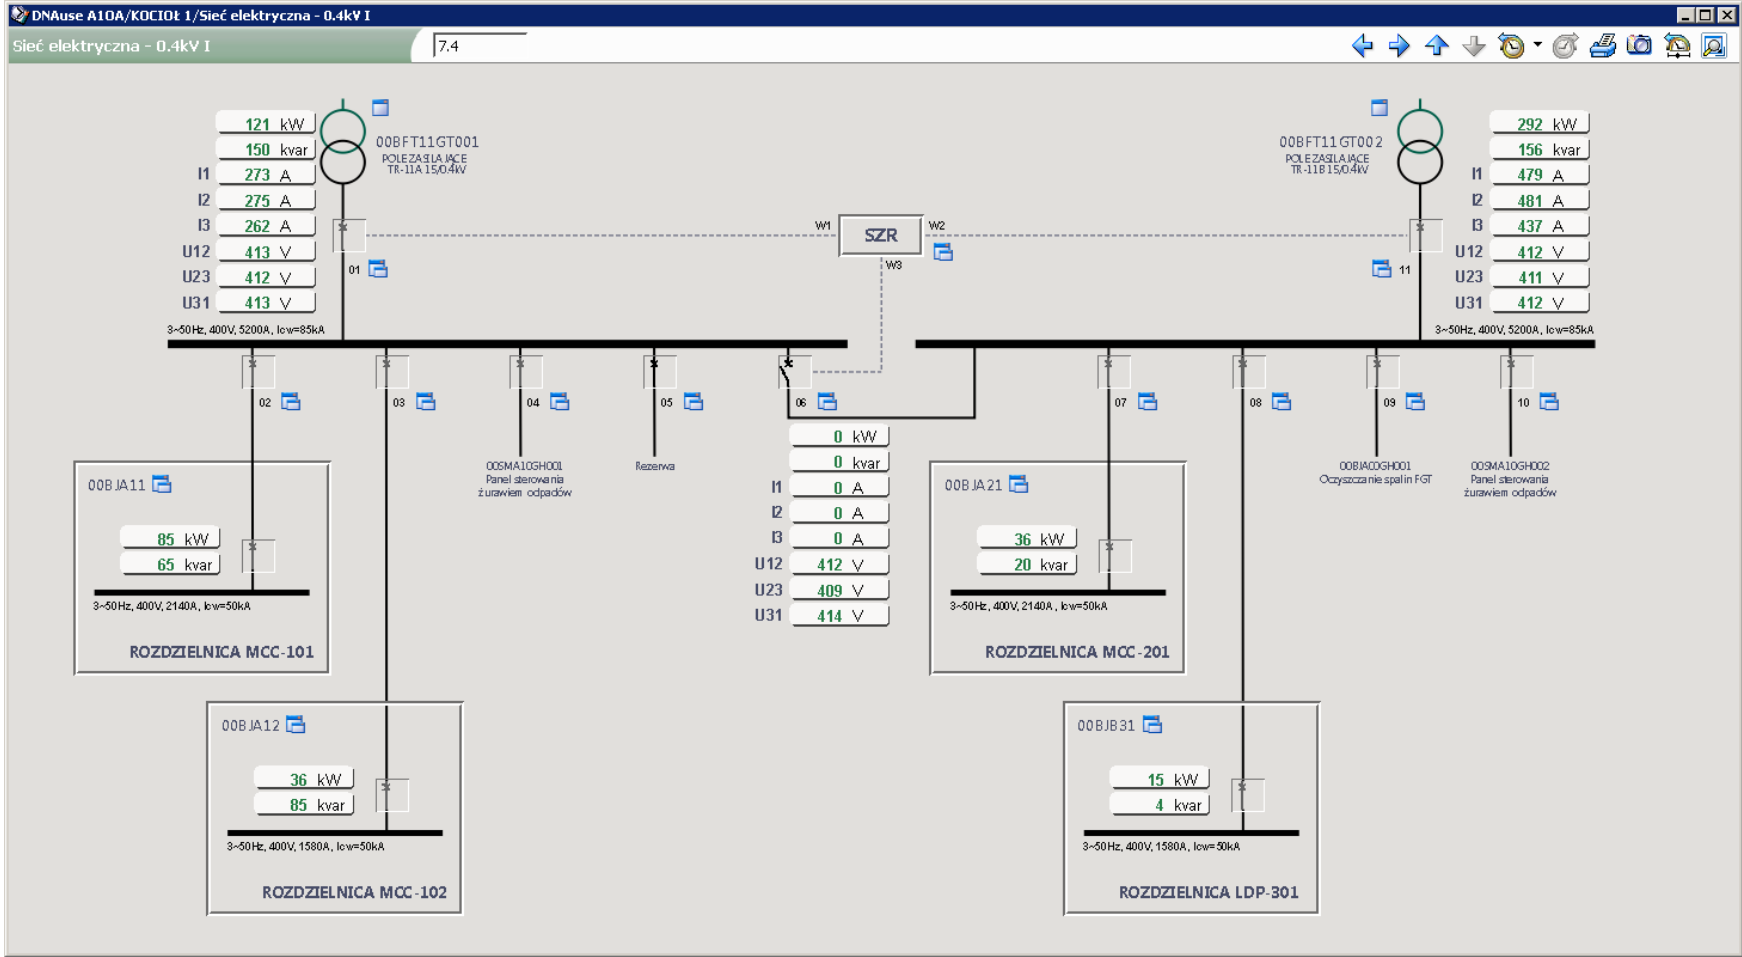 DNAuse A10A/KOCIOŁ 1/Sieć elektryczna - 0.4kV I
Sieć elektryczna - 0.4kV I
7.4
121 kW
150 kvar
I1 273 A
I2 275 A
I3 262 A
U12 413 V
U23 412 V
U31 413 V
3~50Hz, 400V, 5200A, Icw=85kA
00BFT11GT001
POLE ZASILAJĄCE
TR-11A 15/0.4kV
01
W1
SZR
W2
W3
00BFT11GT002
POLE ZASILAJĄCE
TR-11B 15/0.4kV
11
292 kW
156 kvar
I1 479 A
I2 481 A
I3 437 A
U12 412 V
U23 411 V
U31 412 V
3~50Hz, 400V, 5200A, Icw=85kA
02
03
04
05
06
07
08
09
10
00SMA10GH001
Panel sterowania
żurawiem odpadów
Rezerwa
0 kW
0 kvar
I1 0 A
I2 0 A
I3 0 A
U12 412 V
U23 409 V
U31 414 V
00BJA00GH001
Oczyszczanie spalin FGT
00SMA10GH002
Panel sterowania
żurawiem odpadów
00BJA11
85 kW
65 kvar
3~50Hz, 400V, 2140A, Icw=50kA
ROZDZIELNICA MCC-101
00BJA21
36 kW
20 kvar
3~50Hz, 400V, 2140A, Icw=50kA
ROZDZIELNICA MCC-201
00BJA12
36 kW
85 kvar
3~50Hz, 400V, 1580A, Icw=50kA
ROZDZIELNICA MCC-102
00BJB31
15 kW
4 kvar
3~50Hz, 400V, 1580A, Icw=50kA
ROZDZIELNICA LDP-301